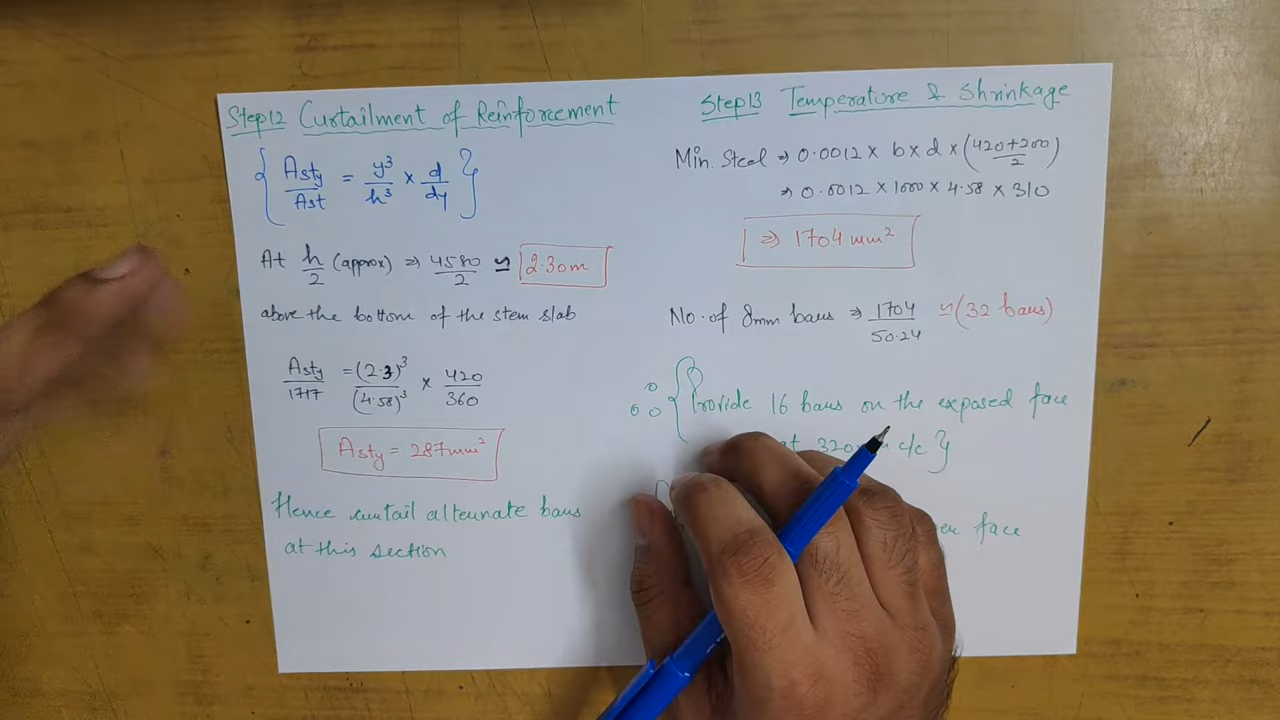 Step12 Curtailment of Reinforcement
{ Asty/Ast = y³/h³ × d/dy }
At h/2 (approx) ⇒ 4580/2 ≃ 2.30m
above the bottom of the stem slab
Asty/1717 = (2.3)³/(4.58)³ × 420/360
Asty = 287mm²
Hence curtail alternate bars
at this section
Step13 Temperature & Shrinkage
Min. Steel ⇒ 0.0012 × b × d × (420+200/2)
⇒ 0.0012 × 1000 × 4.58 × 310
⇒ 1704 mm²
No. of 8mm bars ⇒ 1704/50.24 ≃ (32 bars)
{ Provide 16 bars on the exposed face
at 320 c/c }
face